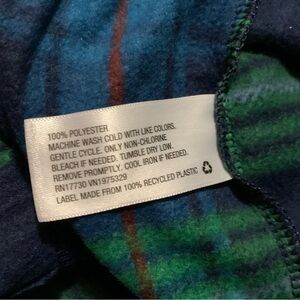 100% POLYESTER
MACHINE WASH COLD WITH LIKE COLORS.
GENTLE CYCLE. ONLY NON-CHLORINE
BLEACH IF NEEDED. TUMBLE DRY LOW.
REMOVE PROMPTLY. COOL IRON IF NEEDED.
RN17730 VN1975329
LABEL MADE FROM 100% RECYCLED PLASTIC